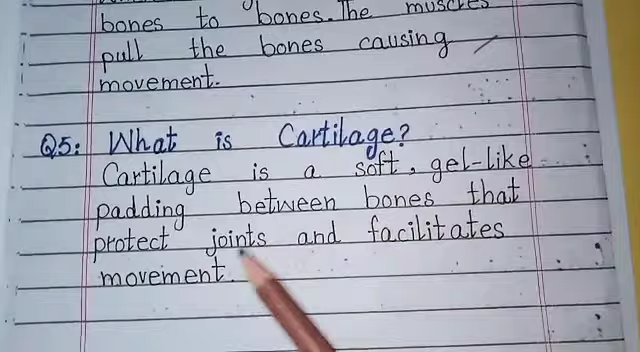 bones to bones. The muscles
pull the bones causing
movement.
Q5: What is Cartilage?
Cartilage is a soft, gel-like
padding between bones that
protect joints and facilitates
movement.